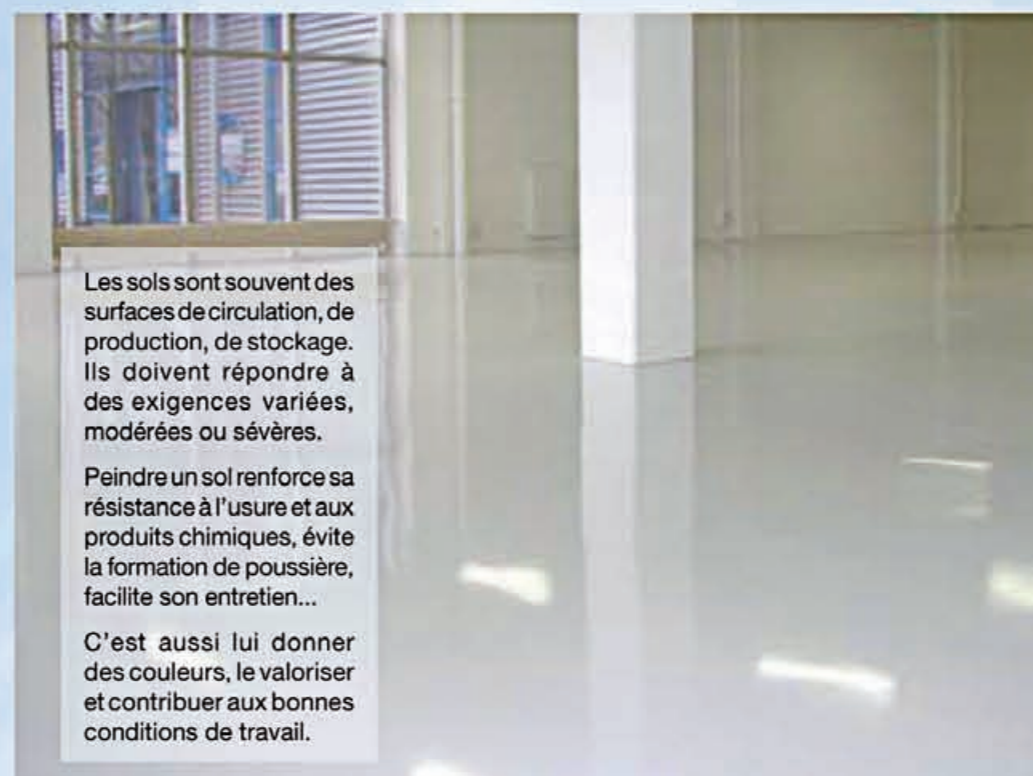 Les sols sont souvent des
surfaces de circulation, de
production, de stockage.
Ils doivent répondre à
des exigences variées,
modérées ou sévères.
Peindre un sol renforce sa
résistance à l'usure et aux
produits chimiques, évite
la formation de poussière,
facilite son entretien...
C'est aussi lui donner
des couleurs, le valoriser
et contribuer aux bonnes
conditions de travail.